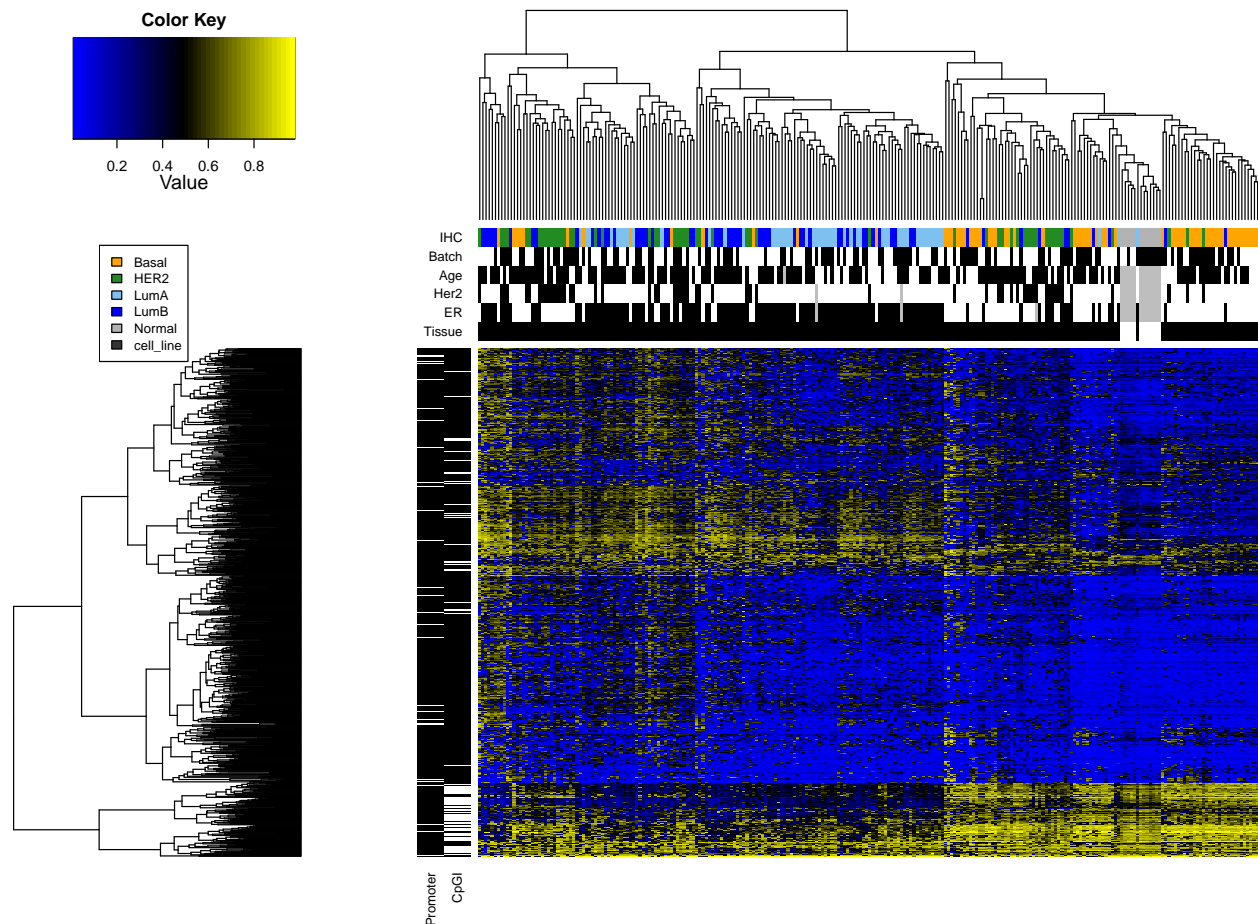 Color Key
0.2 0.4 0.6 0.8
Value
Basal
HER2
LumA
LumB
Normal
cell_line
IHC
Batch
Age
Her2
ER
Tissue
Promoter
CpGI